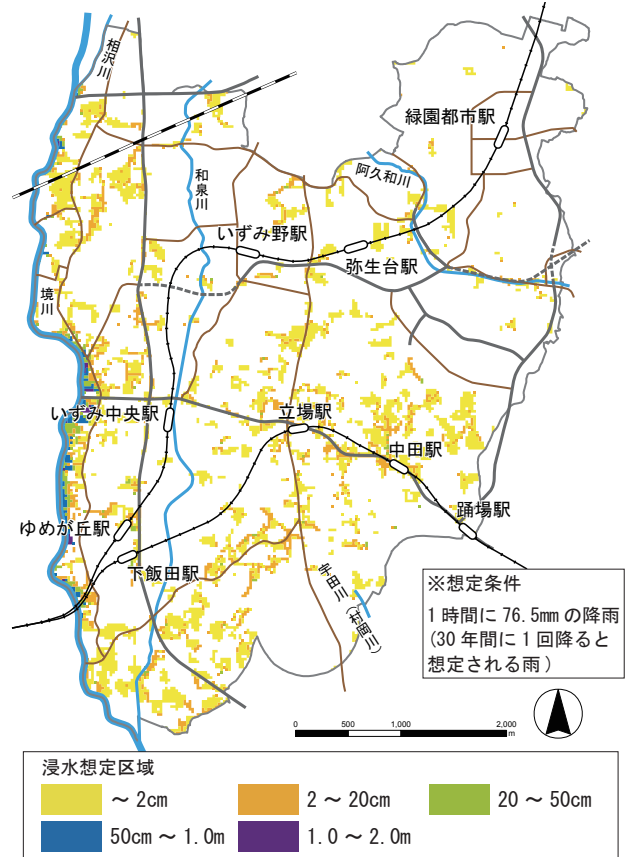 相沢川
緑園都市駅
和泉川
阿久和川
いずみ野駅
弥生台駅
境川
いずみ中央駅
立場駅
中田駅
ゆめが丘駅
踊場駅
下飯田駅
宇田川(村岡川)
※想定条件
1時間に76.5mmの降雨
(30年間に1回降ると
想定される雨)
0 500 1,000 2,000
m
浸水想定区域
~2cm 2~20cm 20~50cm
50cm~1.0m 1.0~2.0m